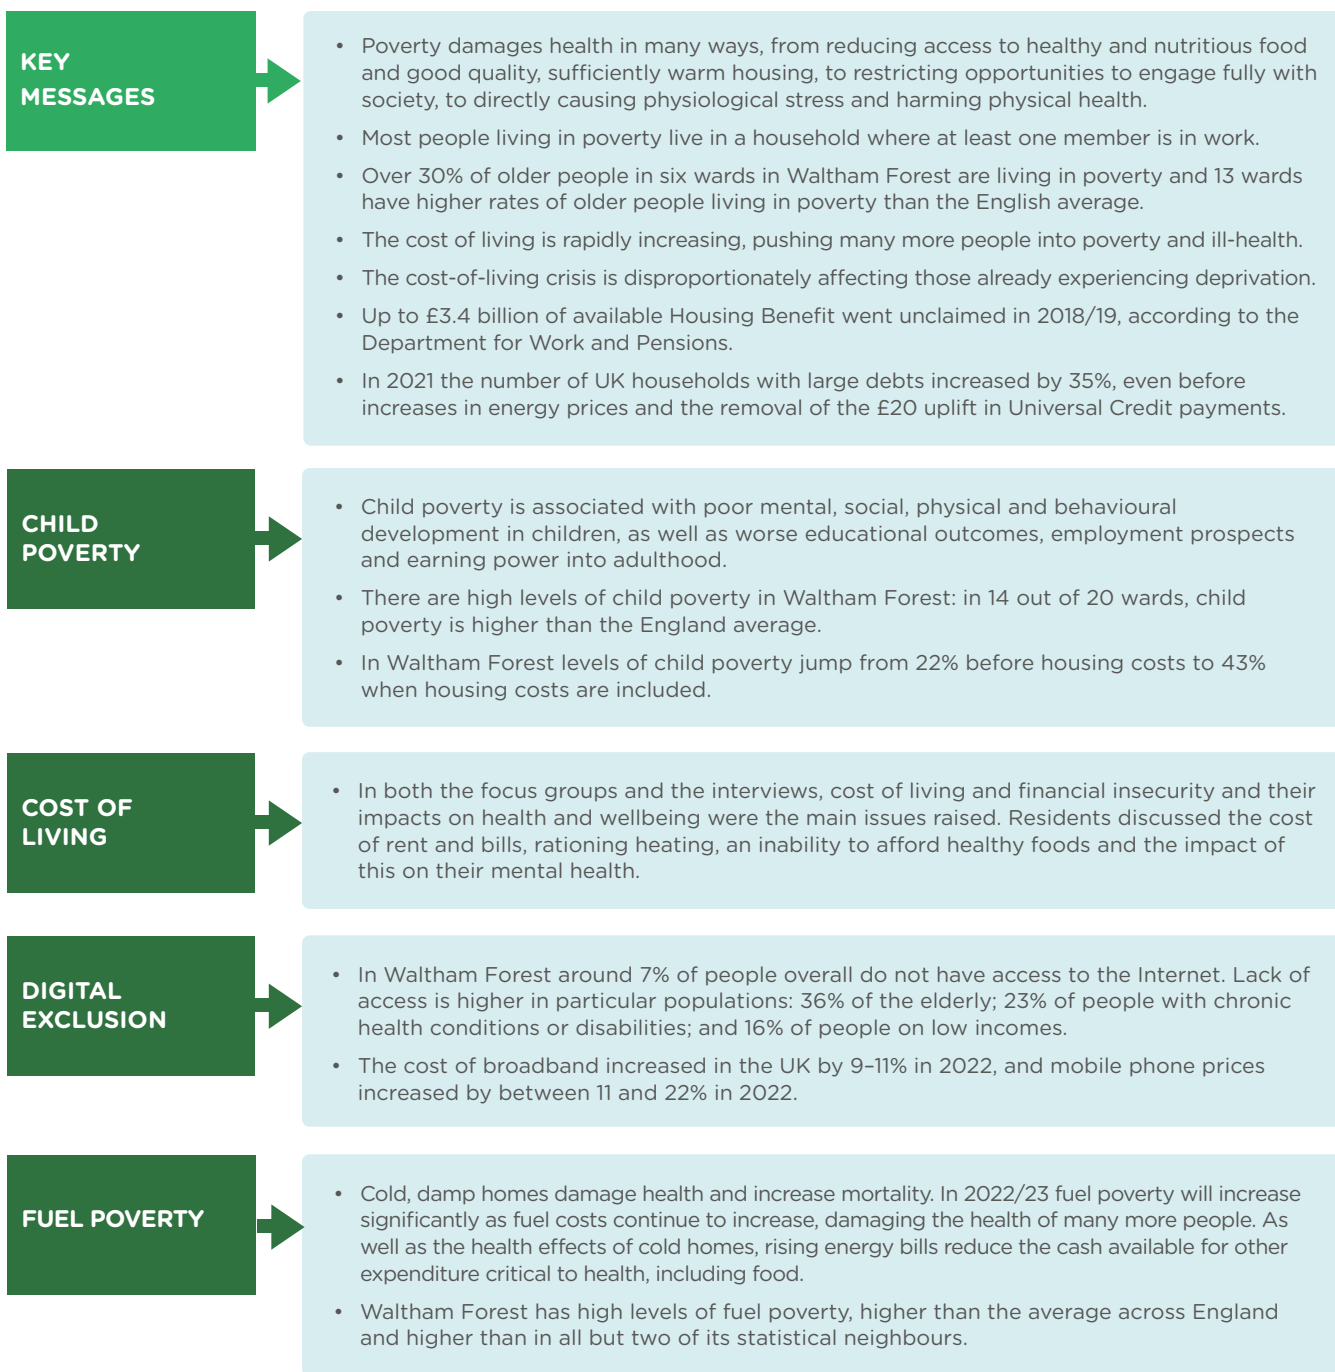 KEY
MESSAGES
• Poverty damages health in many ways, from reducing access to healthy and nutritious food
and good quality, sufficiently warm housing, to restricting opportunities to engage fully with
society, to directly causing physiological stress and harming physical health.
• Most people living in poverty live in a household where at least one member is in work.
• Over 30% of older people in six wards in Waltham Forest are living in poverty and 13 wards
have higher rates of older people living in poverty than the English average.
• The cost of living is rapidly increasing, pushing many more people into poverty and ill-health.
• The cost-of-living crisis is disproportionately affecting those already experiencing deprivation.
• Up to £3.4 billion of available Housing Benefit went unclaimed in 2018/19, according to the
Department for Work and Pensions.
• In 2021 the number of UK households with large debts increased by 35%, even before
increases in energy prices and the removal of the £20 uplift in Universal Credit payments.
CHILD
POVERTY
• Child poverty is associated with poor mental, social, physical and behavioural
development in children, as well as worse educational outcomes, employment prospects
and earning power into adulthood.
• There are high levels of child poverty in Waltham Forest: in 14 out of 20 wards, child
poverty is higher than the England average.
• In Waltham Forest levels of child poverty jump from 22% before housing costs to 43%
when housing costs are included.
COST OF
LIVING
• In both the focus groups and the interviews, cost of living and financial insecurity and their
impacts on health and wellbeing were the main issues raised. Residents discussed the cost
of rent and bills, rationing heating, an inability to afford healthy foods and the impact of
this on their mental health.
DIGITAL
EXCLUSION
• In Waltham Forest around 7% of people overall do not have access to the Internet. Lack of
access is higher in particular populations: 36% of the elderly; 23% of people with chronic
health conditions or disabilities; and 16% of people on low incomes.
• The cost of broadband increased in the UK by 9–11% in 2022, and mobile phone prices
increased by between 11 and 22% in 2022.
FUEL POVERTY
• Cold, damp homes damage health and increase mortality. In 2022/23 fuel poverty will increase
significantly as fuel costs continue to increase, damaging the health of many more people. As
well as the health effects of cold homes, rising energy bills reduce the cash available for other
expenditure critical to health, including food.
• Waltham Forest has high levels of fuel poverty, higher than the average across England
and higher than in all but two of its statistical neighbours.